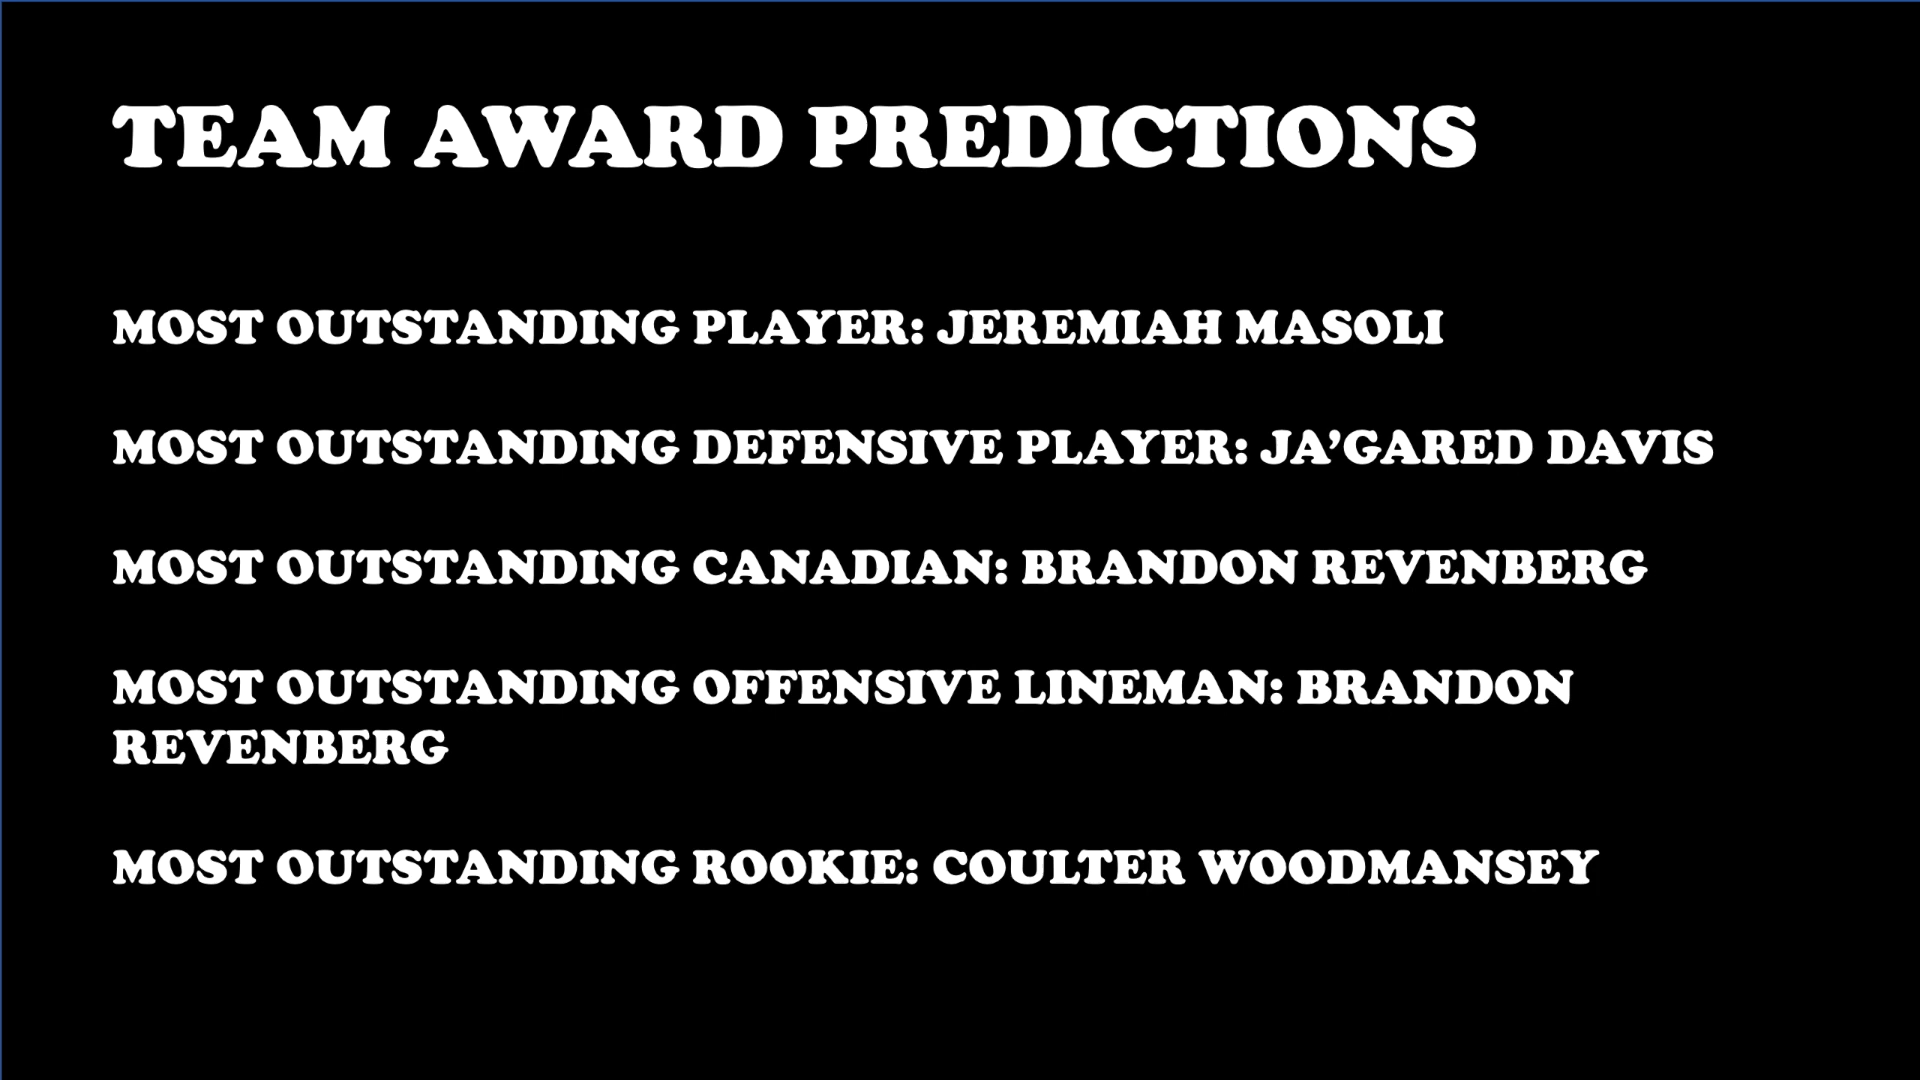 TEAM AWARD PREDICTIONS
MOST OUTSTANDING PLAYER: JEREMIAH MASOLI
MOST OUTSTANDING DEFENSIVE PLAYER: JA’GARED DAVIS
MOST OUTSTANDING CANADIAN: BRANDON REVENBERG
MOST OUTSTANDING OFFENSIVE LINEMAN: BRANDON
REVENBERG
MOST OUTSTANDING ROOKIE: COULTER WOODMANSEY